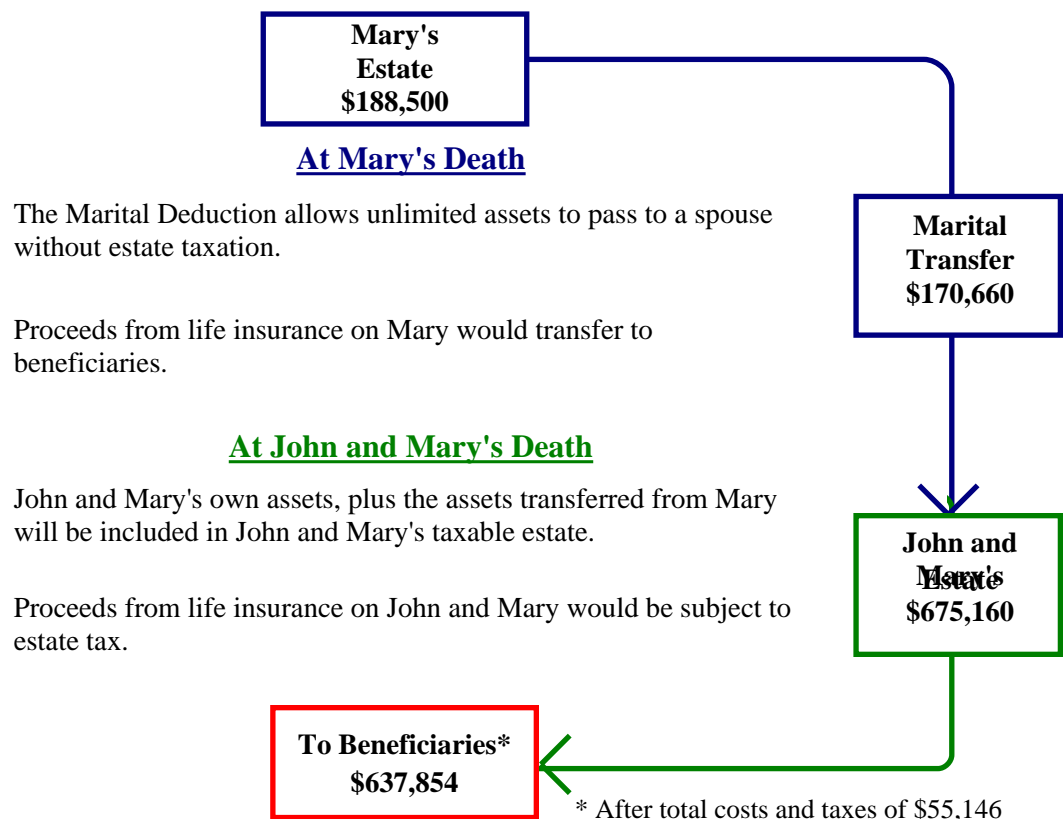 Mary's
Estate
$188,500
At Mary's Death
The Marital Deduction allows unlimited assets to pass to a spouse
without estate taxation.
Marital
Transfer
$170,660
Proceeds from life insurance on Mary would transfer to
beneficiaries.
At John and Mary's Death
John and Mary's own assets, plus the assets transferred from Mary
will be included in John and Mary's taxable estate.
John and
Mary's
Estate
$675,160
Proceeds from life insurance on John and Mary would be subject to
estate tax.
To Beneficiaries*
$637,854
* After total costs and taxes of $55,146